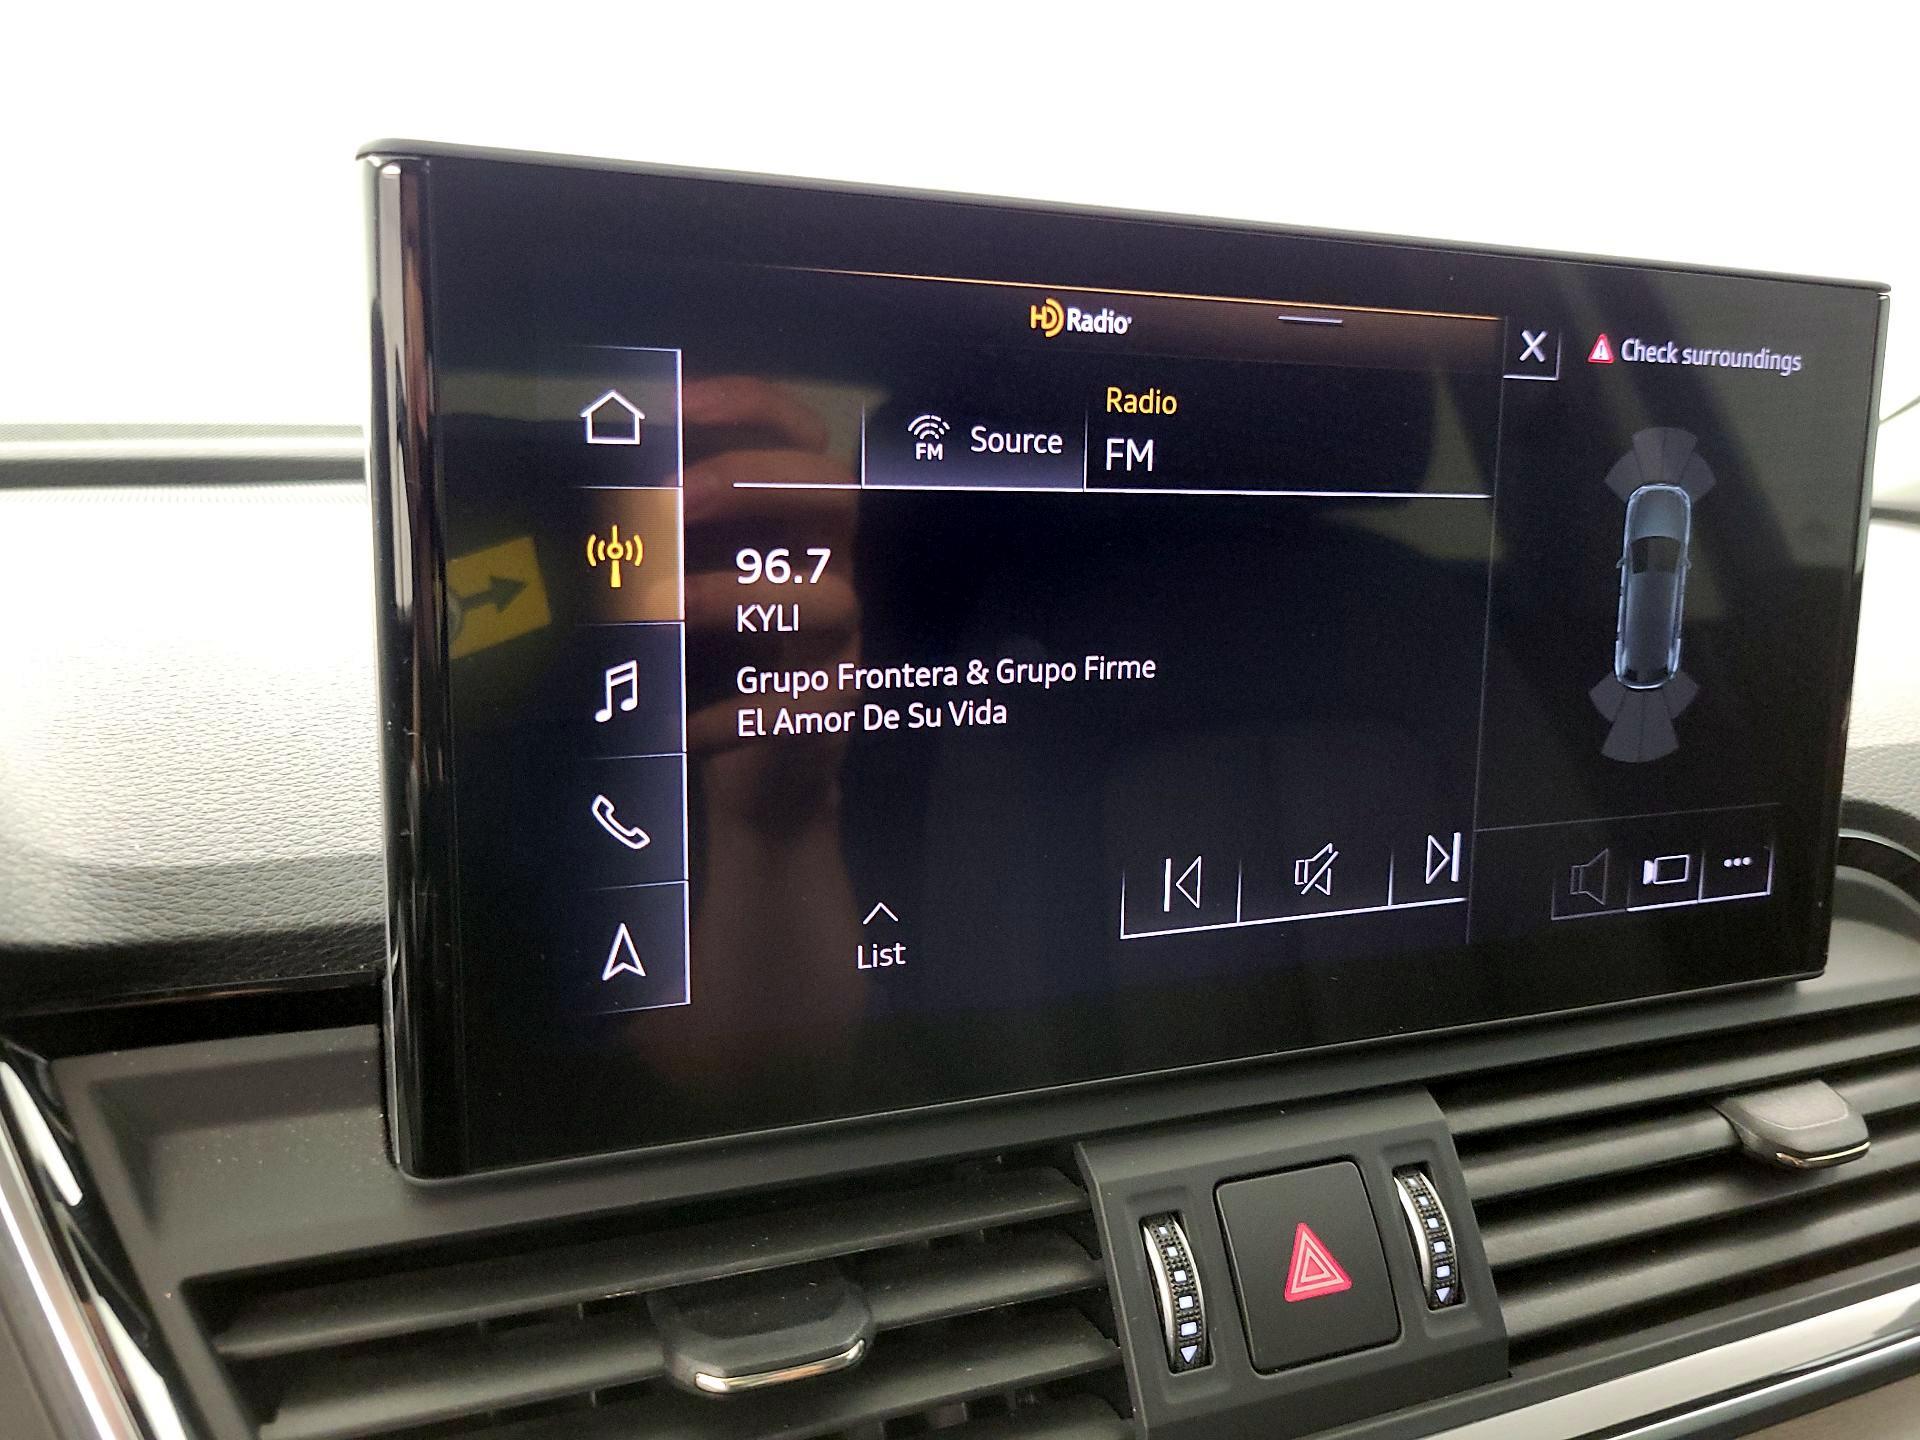 HD Radio
X
Check surroundings
FM
Source
Radio
FM
96.7
KYLI
Grupo Frontera & Grupo Firme
El Amor De Su Vida
List